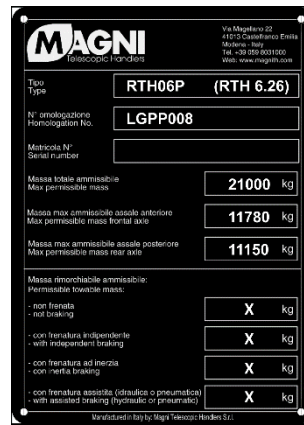 MAGNI
Telescopic Handlers
Via Magellano 22
41013 Castelfranco Emilia
Modena - Italy
Tel. +39 059 8031000
Web: www.magnith.com
Tipo
Type
RTH06P (RTH 6.26)
N° omologazione
Homologation No.
LGPP008
Matricola N°
Serial number
Massa totale ammissibile
Max permissible mass
21000 kg
Massa max ammissibile assale anteriore
Max permissible mass frontal axle
11780 kg
Massa max ammissibile assale posteriore
Max permissible mass rear axle
11150 kg
Massa rimorchiabile ammissibile:
Permissible towable mass:
- non frenata
- not braking
X kg
- con frenatura indipendente
- with independent braking
X kg
- con frenatura ad inerzia
- con inertia braking
X kg
- con frenatura assistita (idraulica o pneumatica)
- with assisted braking (hydraulic or pneumatic)
X kg
Manufactured in Italy by: Magni Telescopic Handlers S.r.l.